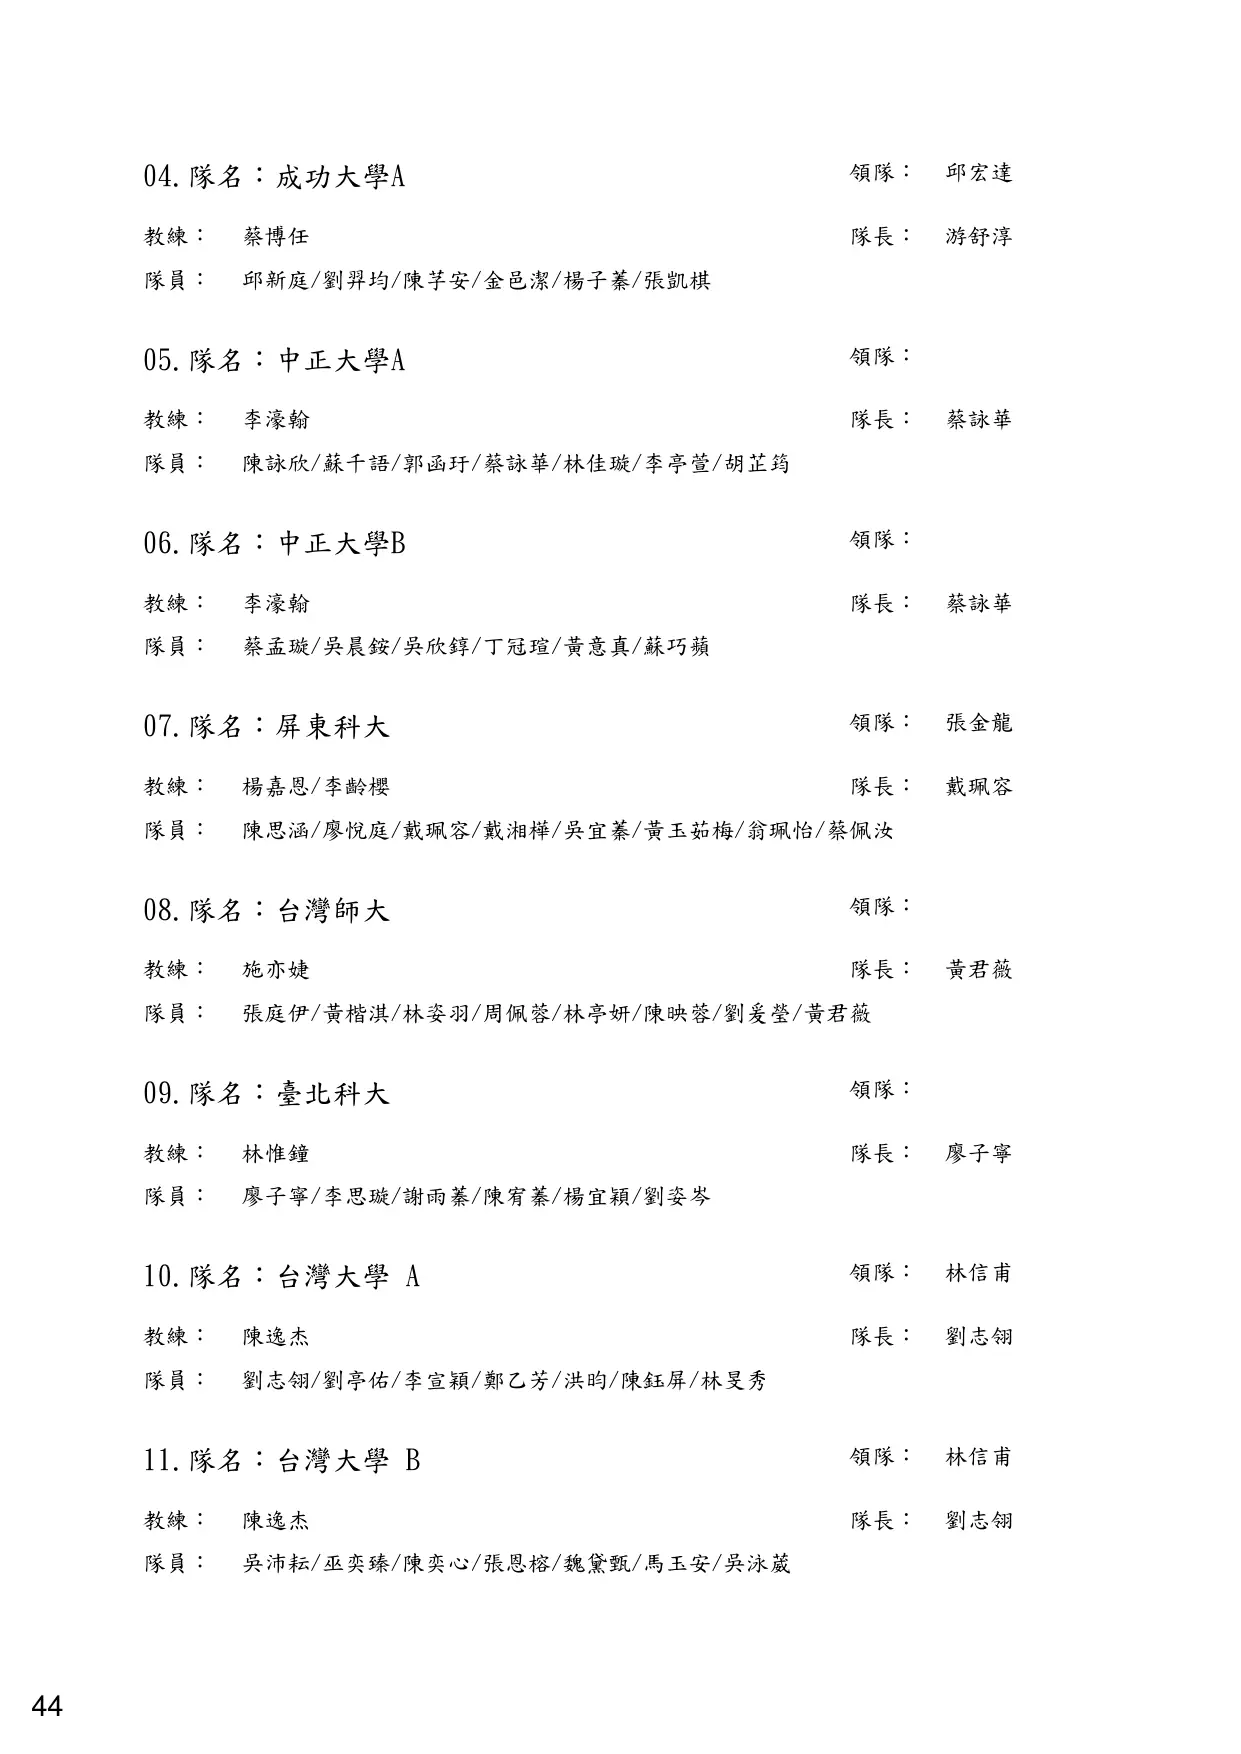 04.隊名：成功大學A 領隊： 邱宏達
教練： 蔡博任 隊長： 游舒淳
隊員： 邱新庭/劉羿均/陳芓安/金邑潔/楊子蓁/張凱棋
05.隊名：中正大學A 領隊：
教練： 李濠翰 隊長： 蔡詠華
隊員： 陳詠欣/蘇千語/郭函玗/蔡詠華/林佳璇/李亭萱/胡芷筠
06.隊名：中正大學B 領隊：
教練： 李濠翰 隊長： 蔡詠華
隊員： 蔡孟璇/吳晨銨/吳欣錞/丁冠瑄/黃意真/蘇巧蘋
07.隊名：屏東科大 領隊： 張金龍
教練： 楊嘉恩/李齡櫻 隊長： 戴珮容
隊員： 陳思涵/廖悅庭/戴珮容/戴湘樺/吳宜蓁/黃玉茹梅/翁珮怡/蔡佩汝
08.隊名：台灣師大 領隊：
教練： 施亦婕 隊長： 黃君薇
隊員： 張庭伊/黃楷淇/林姿羽/周佩蓉/林亭妍/陳映蓉/劉爰瑩/黃君薇
09.隊名：臺北科大 領隊：
教練： 林惟鐘 隊長： 廖子寧
隊員： 廖子寧/李思璇/謝雨蓁/陳宥蓁/楊宜穎/劉姿岑
10.隊名：台灣大學 A 領隊： 林信甫
教練： 陳逸杰 隊長： 劉志翎
隊員： 劉志翎/劉亭佑/李宣穎/鄭乙芳/洪昀/陳鈺屏/林旻秀
11.隊名：台灣大學 B 領隊： 林信甫
教練： 陳逸杰 隊長： 劉志翎
隊員： 吳沛耘/巫奕臻/陳奕心/張恩榕/魏黛甄/馬玉安/吳泳葳
44